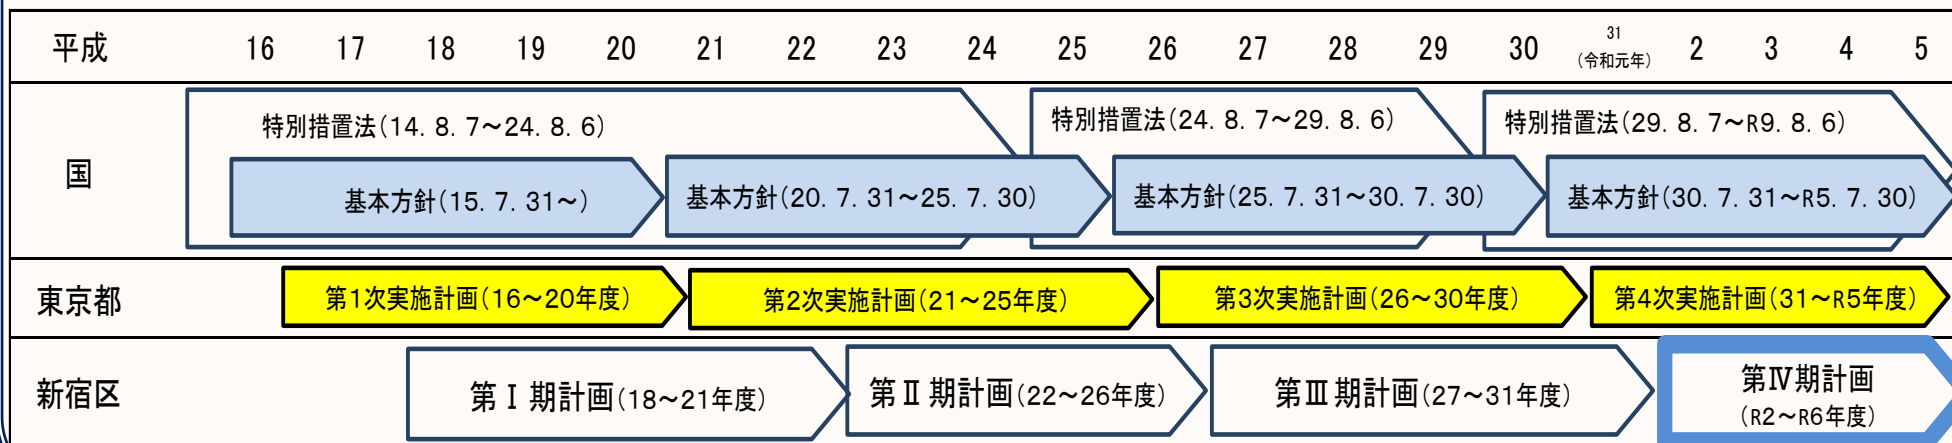 平成 16 17 18 19 20 21 22 23 24 25 26 27 28 29 30 31 2 3 4 5
(令和元年)
国
特別措置法(14. 8. 7～24. 8. 6) 特別措置法(24. 8. 7～29. 8. 6) 特別措置法(29. 8. 7～R9. 8. 6)
基本方針(15. 7. 31～) 基本方針(20. 7. 31～25. 7. 30) 基本方針(25. 7. 31～30. 7. 30) 基本方針(30. 7. 31～R5. 7. 30)
東京都 第1次実施計画(16～20年度) 第2次実施計画(21～25年度) 第3次実施計画(26～30年度) 第4次実施計画(31～R5年度)
新宿区 第Ⅰ期計画(18～21年度) 第Ⅱ期計画(22～26年度) 第Ⅲ期計画(27～31年度) 第Ⅳ期計画
(R2～R6年度)